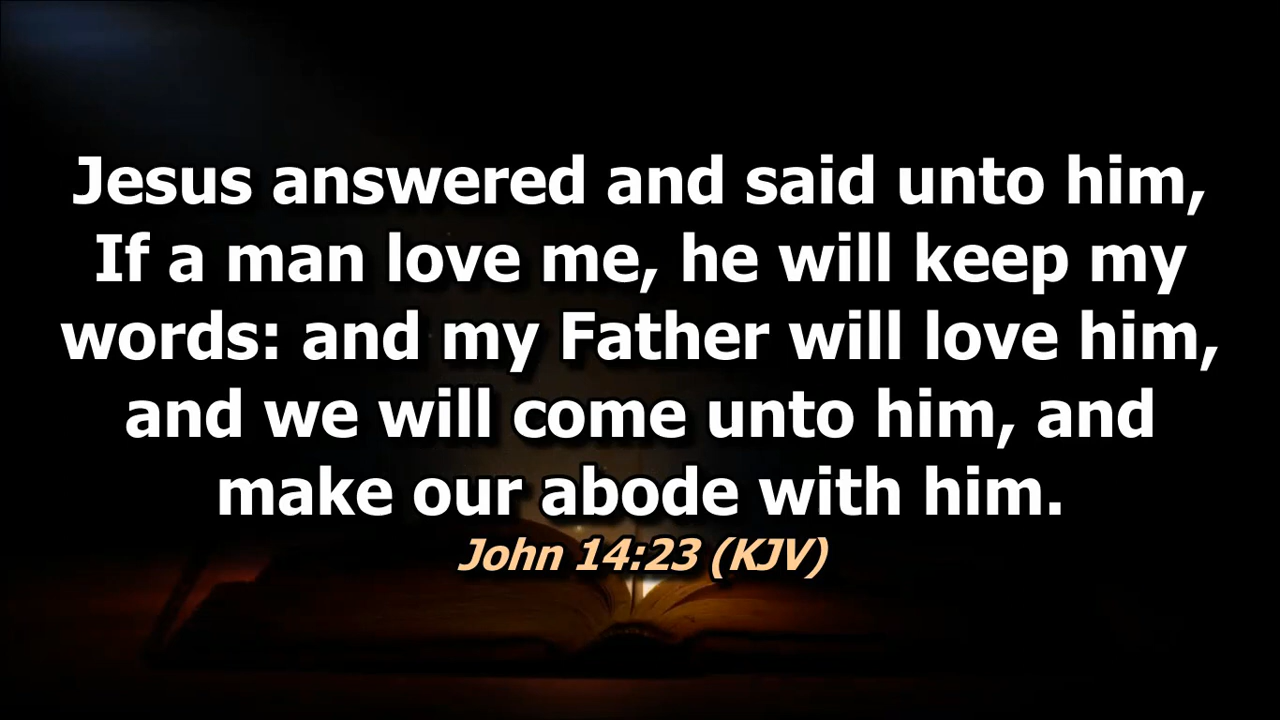 Jesus answered and said unto him,
If a man love me, he will keep my
words: and my Father will love him,
and we will come unto him, and
make our abode with him.
John 14:23 (KJV)